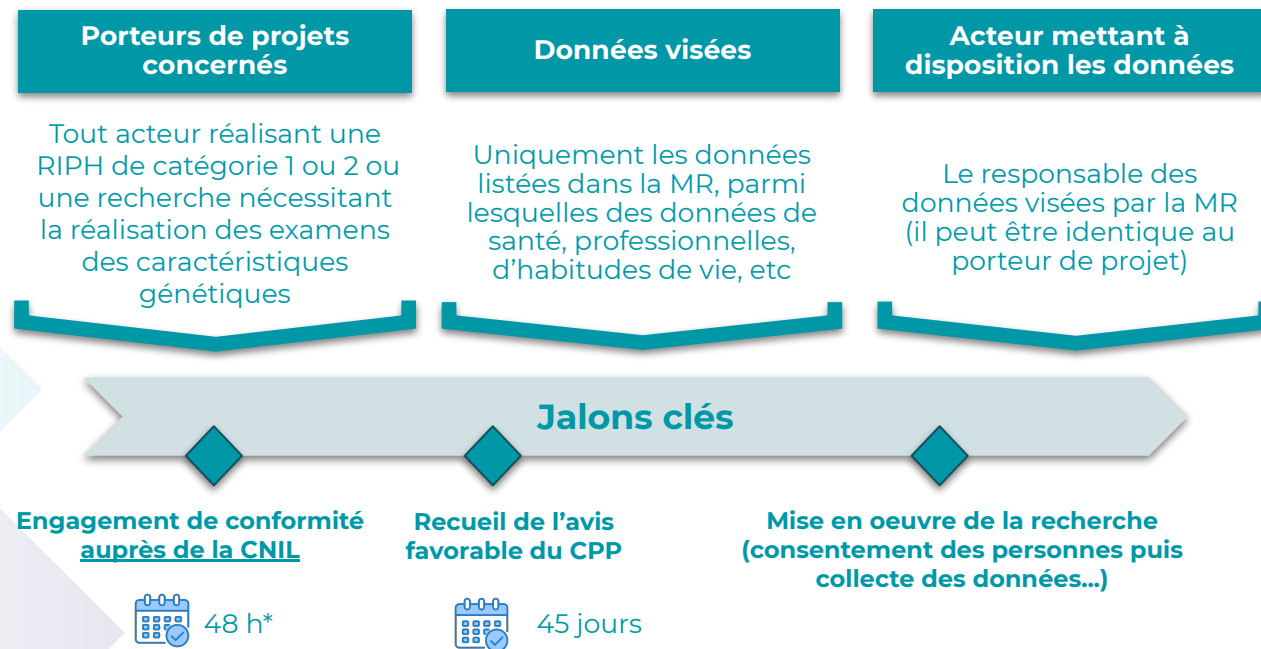 Porteurs de projets
concernés
Données visées
Acteur mettant à
disposition les données
Tout acteur réalisant une
RIPH de catégorie 1 ou 2 ou
une recherche nécessitant
la réalisation des examens
des caractéristiques
génétiques
Uniquement les données
listées dans la MR, parmi
lesquelles des données de
santé, professionnelles,
d’habitudes de vie, etc
Le responsable des
données visées par la MR
(il peut être identique au
porteur de projet)
Jalons clés
Engagement de conformité
auprès de la CNIL
48 h*
Recueil de l’avis
favorable du CPP
45 jours
Mise en oeuvre de la recherche
(consentement des personnes puis
collecte des données...)